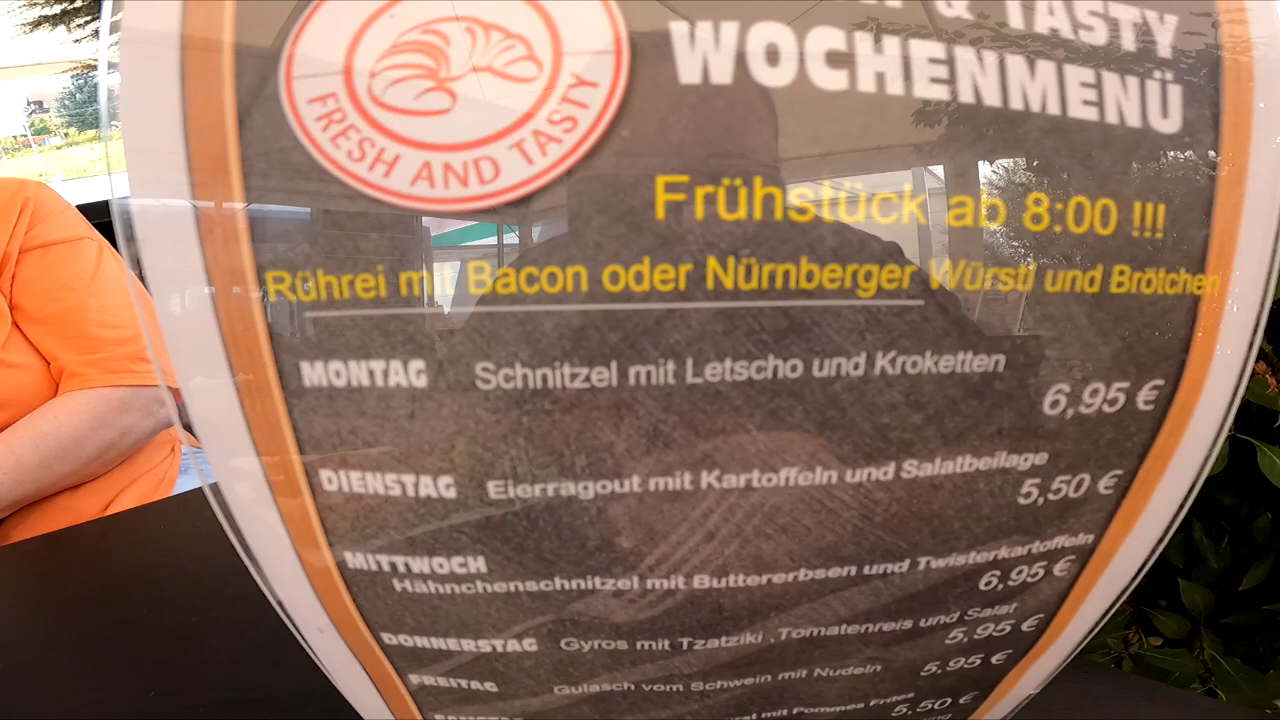 FRESH AND TASTY
& TASTY
WOCHENMENÜ
Frühstück ab 8:00 !!!
Rührei mit Bacon oder Nürnberger Würstl und Brötchen
MONTAG Schnitzel mit Letscho und Kroketten
6,95 €
DIENSTAG Eierragout mit Kartoffeln und Salatbeilage
5,50 €
MITTWOCH
Hähnchenschnitzel mit Buttererbsen und Twisterkartoffeln
6,95 €
DONNERSTAG Gyros mit Tzatziki ,Tomatenreis und Salat
5,95 €
FREITAG Gulasch vom Schwein mit Nudeln 5,95 €
mit Pommes Frites
5,50 €